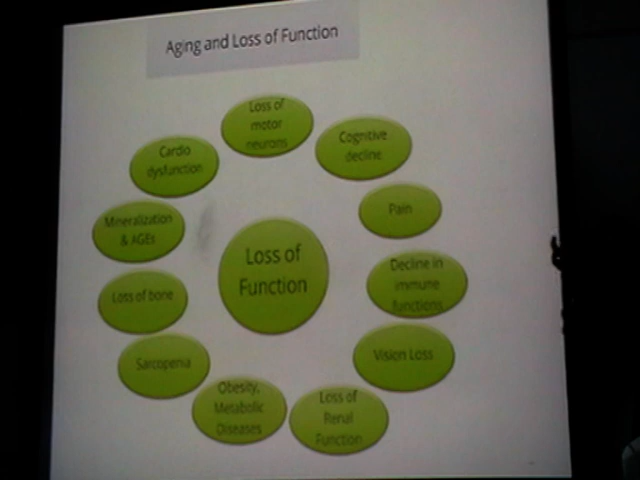 Aging and Loss of Function
Loss of
motor
neurons
Cognitive
decline
Pain
Decline in
immune
functions
Vision Loss
Loss of
Renal
Function
Obesity,
Metabolic
Diseases
Sarcopenia
Loss of bone
Mineralization
& AGEs
Cardio
dysfunction
Loss of
Function